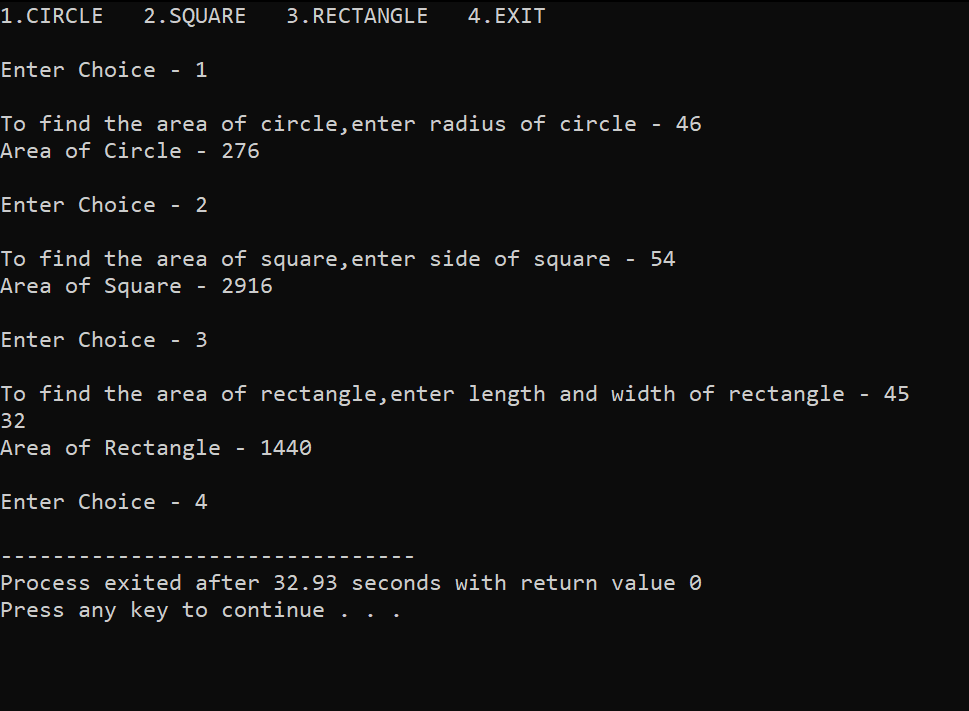 1.CIRCLE   2.SQUARE   3.RECTANGLE   4.EXIT
Enter Choice - 1
To find the area of circle,enter radius of circle - 46
Area of Circle - 276
Enter Choice - 2
To find the area of square,enter side of square - 54
Area of Square - 2916
Enter Choice - 3
To find the area of rectangle,enter length and width of rectangle - 45
32
Area of Rectangle - 1440
Enter Choice - 4
--------------------------------
Process exited after 32.93 seconds with return value 0
Press any key to continue . . .